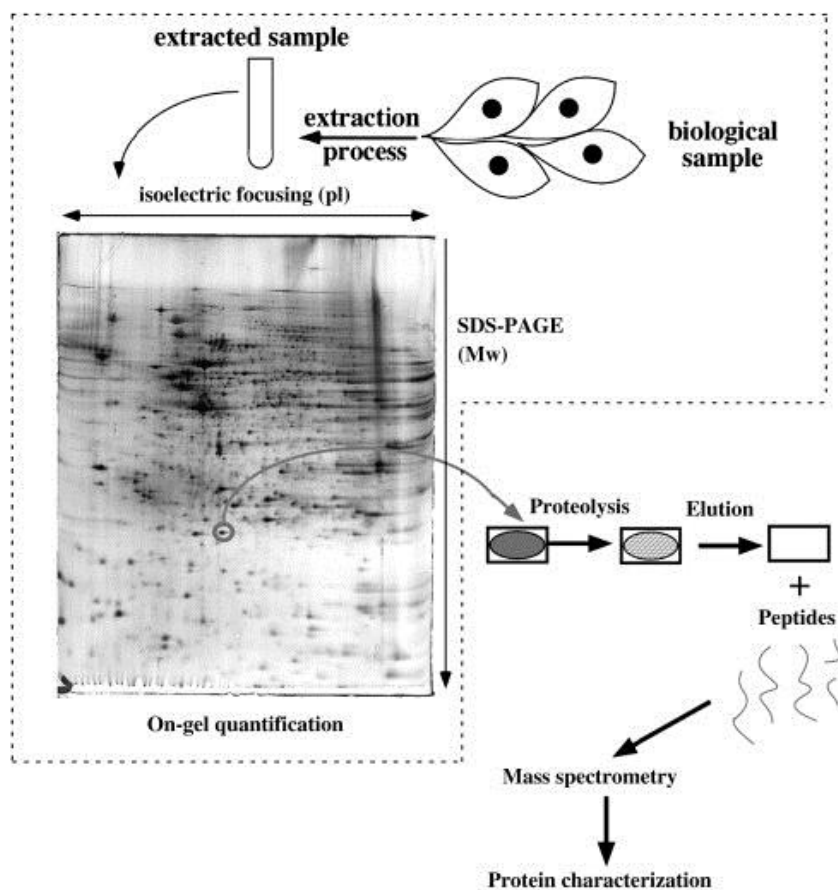 extracted sample
extraction
process
biological
sample
isoelectric focusing (pI)
SDS-PAGE
(Mw)
On-gel quantification
Proteolysis
Elution
+
Peptides
Mass spectrometry
Protein characterization